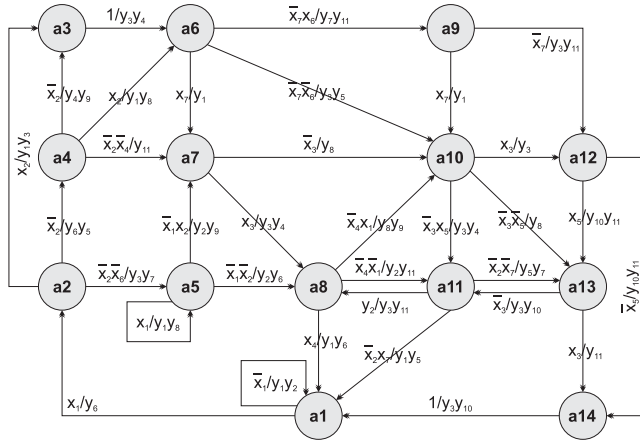 a3
1/y₃y₄
a6
x̅₇x₆/y₇y₁₁
a9
x̅₇/y₃y₁₁
x̅₂/y₄y₉
x₂/y₁y₈
x₇/y₁
x̅₇x̅₆/y₃y₅
x₇/y₁
x₂/y₁y₃
a4
x̅₂x̅₄/y₁₁
a7
x̅₃/y₈
a10
x₃/y₃
a12
x̅₂/y₆y₅
x̅₁x₂/y₂y₉
x₃/y₃y₄
x̅₄x₁/y₈y₉
x̅₃x₅/y₃y₄
x̅₃x̅₅/y₈
x₅/y₁₀y₁₁
a2
x̅₂x̅₆/y₃y₇
a5
x̅₁x̅₂/y₂y₆
a8
x̅₄x̅₁/y₂y₁₁
y₂/y₃y₁₁
a11
x̅₂x̅₇/y₅y₇
x̅₃/y₃y₁₀
a13
x̅₅/y₁₀y₁₁
x₁/y₁y₈
x₄/y₁y₆
x̅₂x₇/y₁y₅
x₃/y₁₁
x̅₁/y₁y₂
x₁/y₆
a1
1/y₃y₁₀
a14